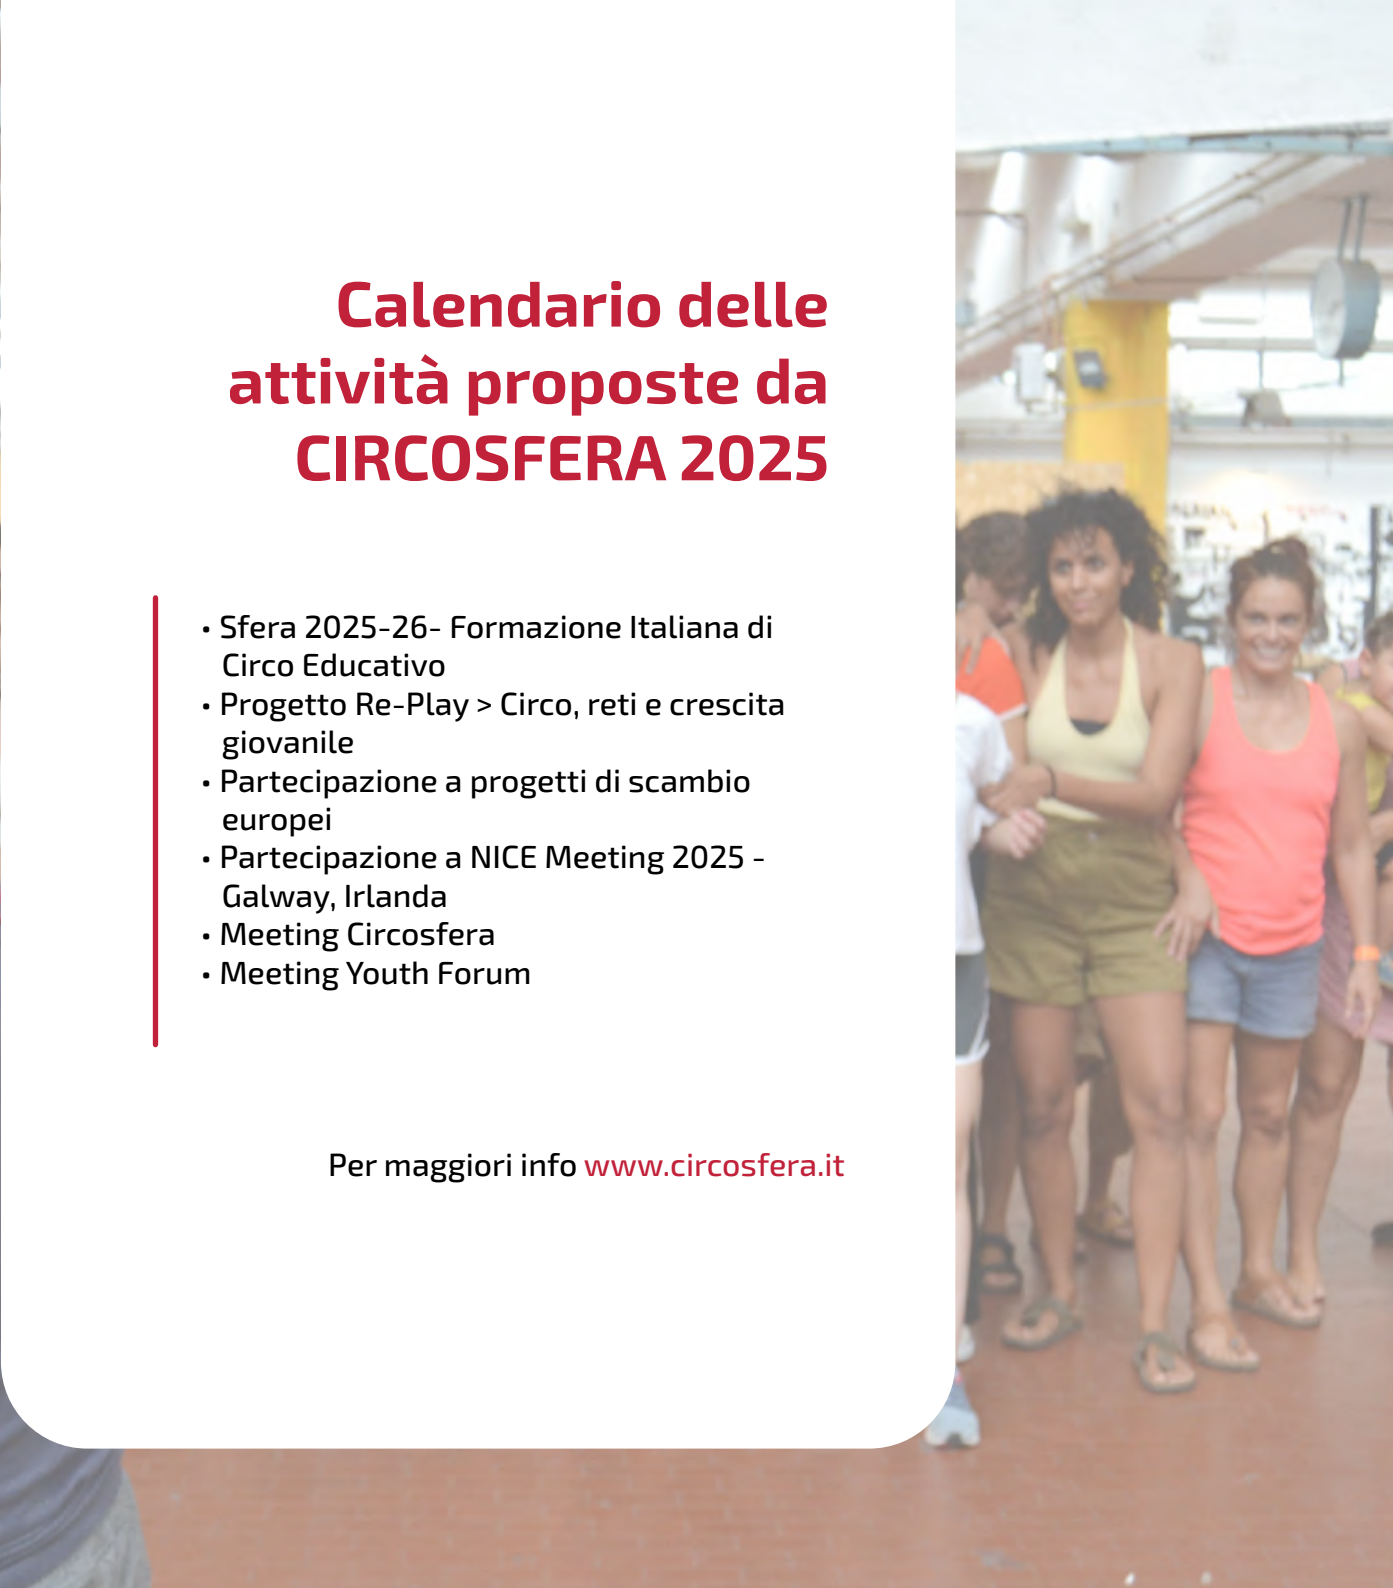 Calendario delle
attività proposte da
CIRCOSFERA 2025
• Sfera 2025-26- Formazione Italiana di
Circo Educativo
• Progetto Re-Play > Circo, reti e crescita
giovanile
• Partecipazione a progetti di scambio
europei
• Partecipazione a NICE Meeting 2025 -
Galway, Irlanda
• Meeting Circosfera
• Meeting Youth Forum
Per maggiori info www.circosfera.it